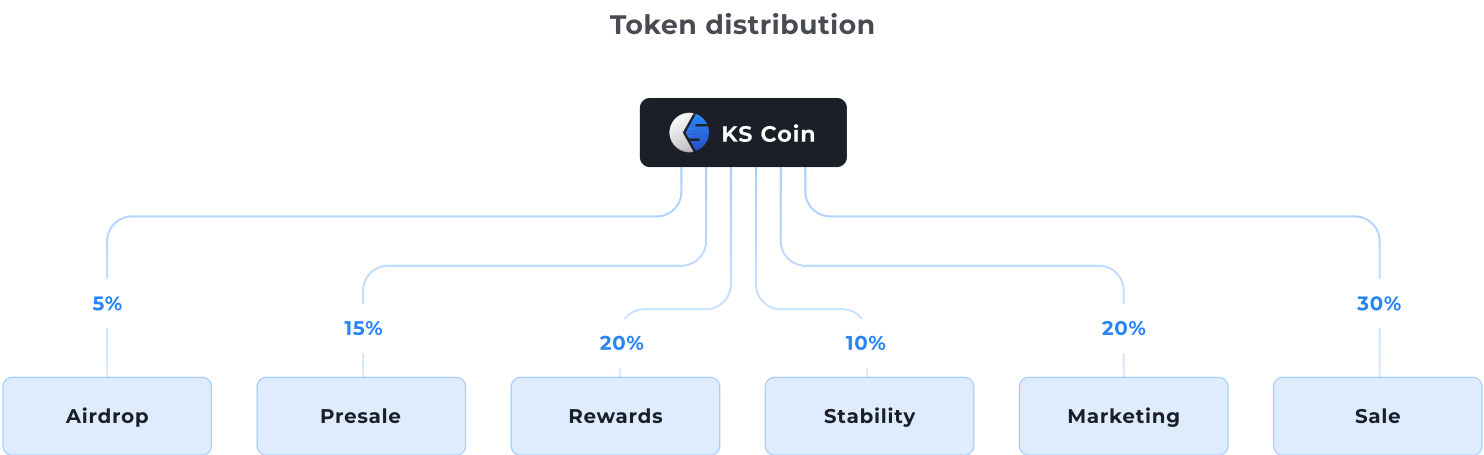 Token distribution
KS Coin
5%
15%
20%
10%
20%
30%
Airdrop
Presale
Rewards
Stability
Marketing
Sale